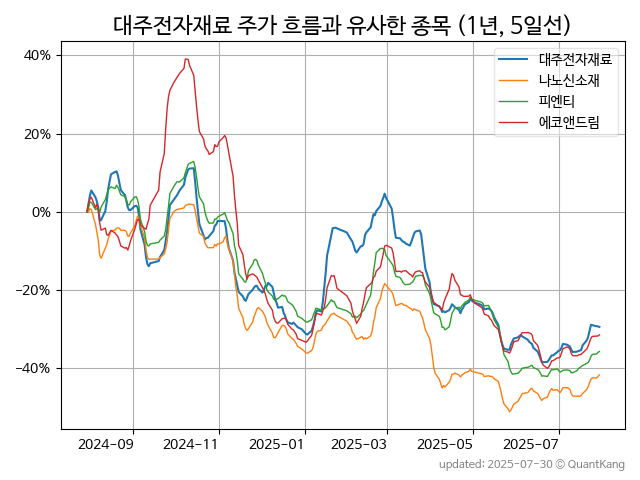 대주전자재료 주가 흐름과 유사한 종목 (1년, 5일선)
대주전자재료
나노신소재
피엔티
에코앤드림
40%
20%
0%
−20%
−40%
2024-09 2024-11 2025-01 2025-03 2025-05 2025-07
updated: 2025-07-30 © QuantKang